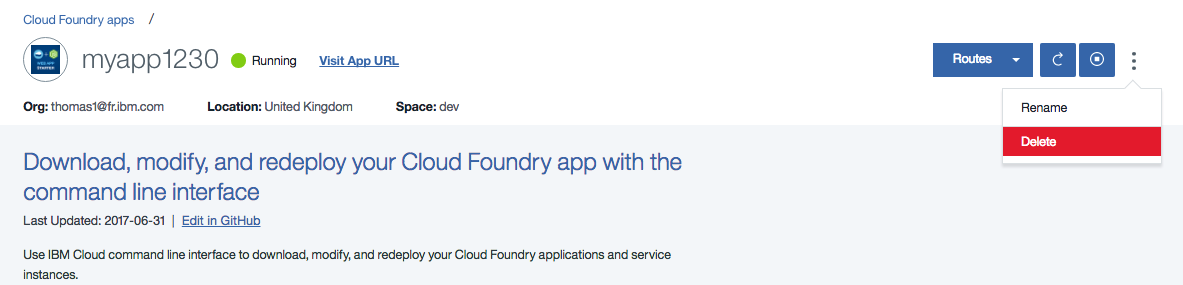 Cloud Foundry apps /
myapp1230 Running Visit App URL Routes
Org: thomas1@fr.ibm.com Location: United Kingdom Space: dev
Rename
Delete
Download, modify, and redeploy your Cloud Foundry app with the
command line interface
Last Updated: 2017-06-31 | Edit in GitHub
Use IBM Cloud command line interface to download, modify, and redeploy your Cloud Foundry applications and service
instances.